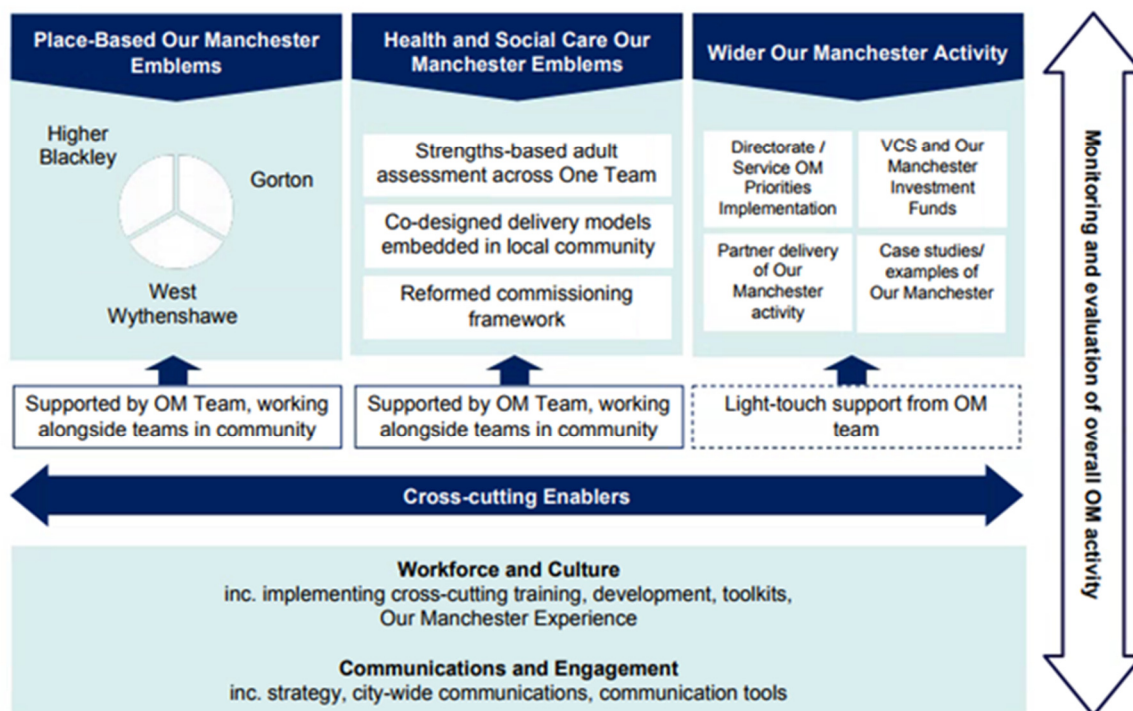 Place-Based Our Manchester
Emblems
Higher
Blackley
Gorton
West
Wythenshawe
Supported by OM Team, working
alongside teams in community
Health and Social Care Our
Manchester Emblems
Strengths-based adult
assessment across One Team
Co-designed delivery models
embedded in local community
Reformed commissioning
framework
Supported by OM Team, working
alongside teams in community
Wider Our Manchester Activity
Directorate /
Service OM
Priorities
Implementation
VCS and Our
Manchester
Investment
Funds
Partner delivery
of Our
Manchester
activity
Case studies/
examples of
Our Manchester
Light-touch support from OM
team
Cross-cutting Enablers
Workforce and Culture
inc. implementing cross-cutting training, development, toolkits,
Our Manchester Experience
Communications and Engagement
inc. strategy, city-wide communications, communication tools
Monitoring and evaluation of overall OM activity